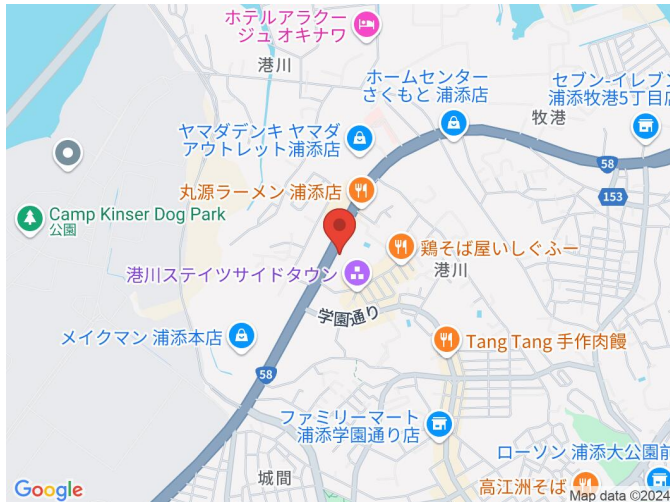 ホテルアラクー
ジュ オキナワ
港川
ホームセンター
さくもと 浦添店
セブン-イレブン
浦添牧港5丁目店
牧港
ヤマダデンキ ヤマダ
アウトレット浦添店
58
153
丸源ラーメン 浦添店
Camp Kinser Dog Park
公園
鶏そば屋いしぐふー
港川
港川ステイツサイドタウン
学園通り
メイクマン 浦添本店
Tang Tang 手作肉饅
58
ファミリーマート
浦添学園通り店
ローソン 浦添大公園前
城間
高江洲そば
Google
Map data ©2024